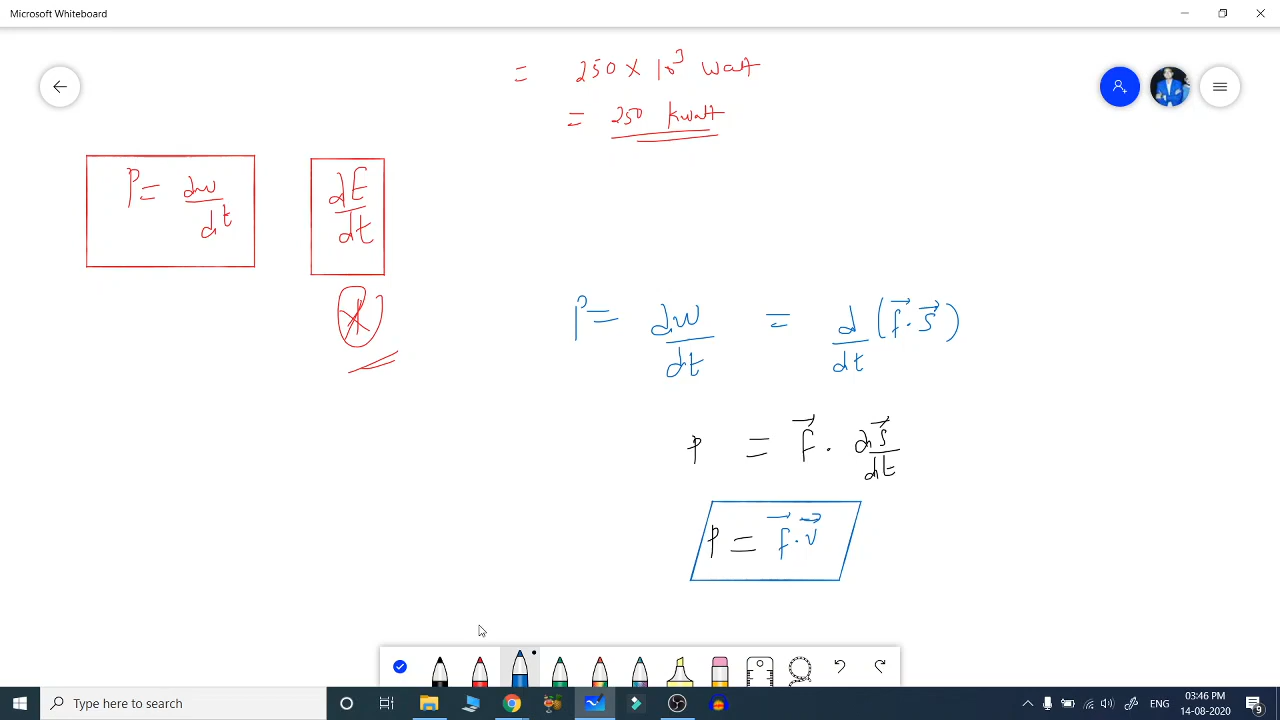 Microsoft Whiteboard
= 250 × 10³ watt
= 250 kwatt
P = dw/dt
dE/dt
P = dw/dt = d/dt (f⃗ · s⃗)
P = f⃗ · ds⃗/dt
P = f⃗ · v⃗
Type here to search
ENG
03:46 PM
14-08-2020
9